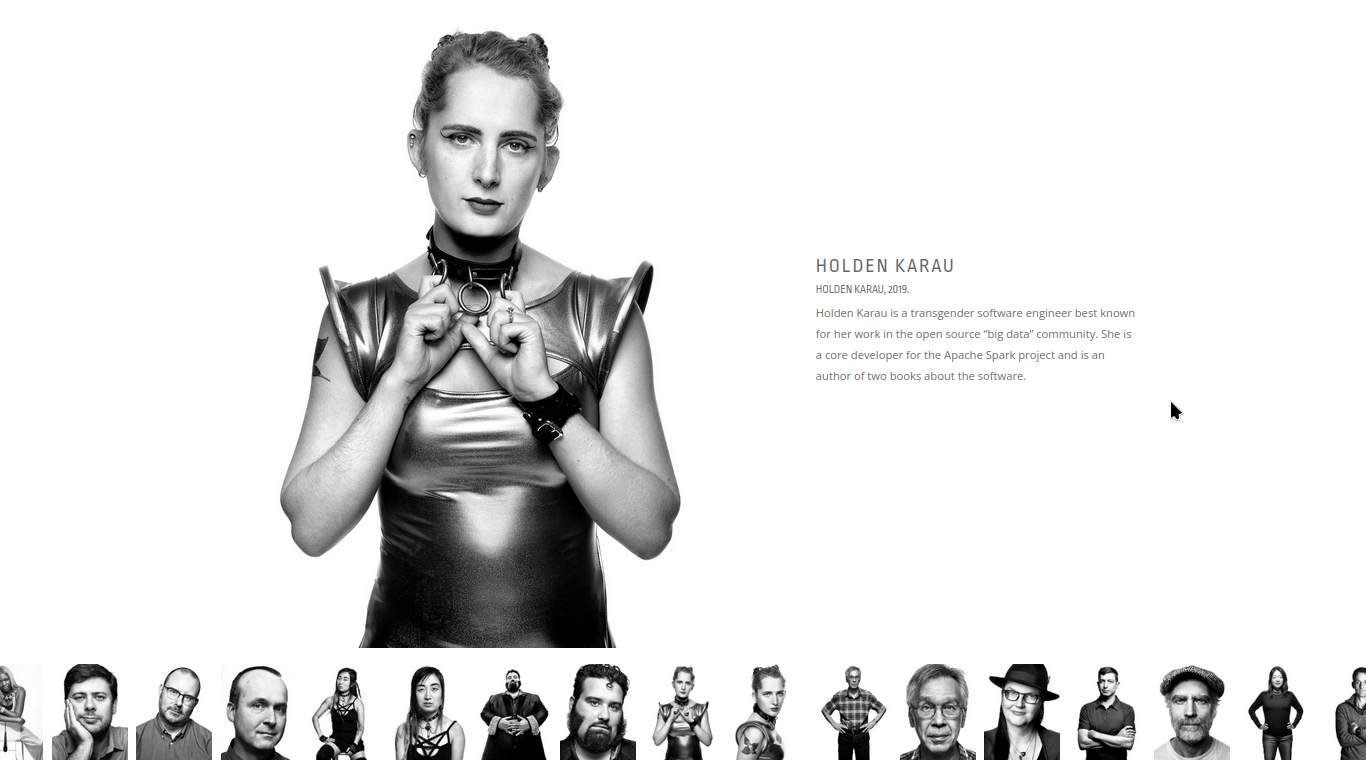 HOLDEN KARAU
HOLDEN KARAU, 2019.
Holden Karau is a transgender software engineer best known
for her work in the open source “big data” community. She is
a core developer for the Apache Spark project and is an
author of two books about the software.